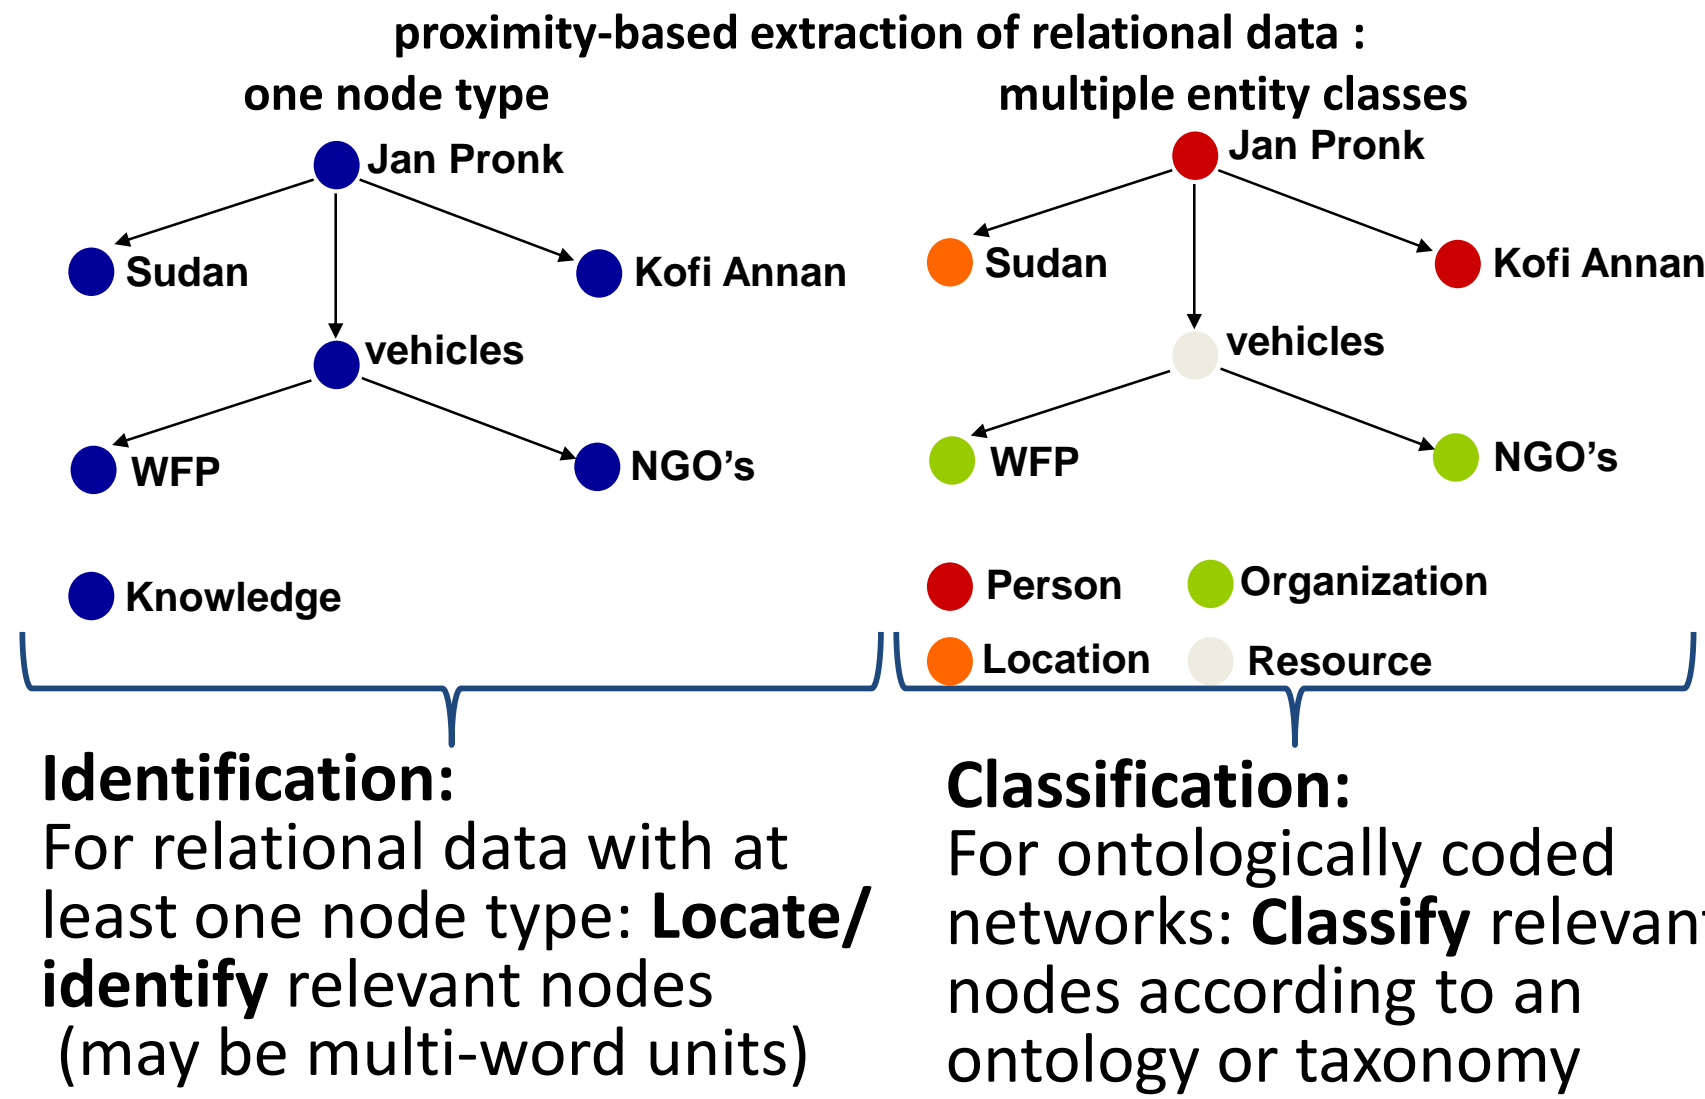 proximity-based extraction of relational data :
one node type
Jan Pronk
Sudan
Kofi Annan
vehicles
WFP
NGO’s
Knowledge
multiple entity classes
Jan Pronk
Sudan
Kofi Annan
vehicles
WFP
NGO’s
Person
Organization
Location
Resource
Identification:
For relational data with at
least one node type: Locate/
identify relevant nodes
(may be multi-word units)
Classification:
For ontologically coded
networks: Classify relevant
nodes according to an
ontology or taxonomy